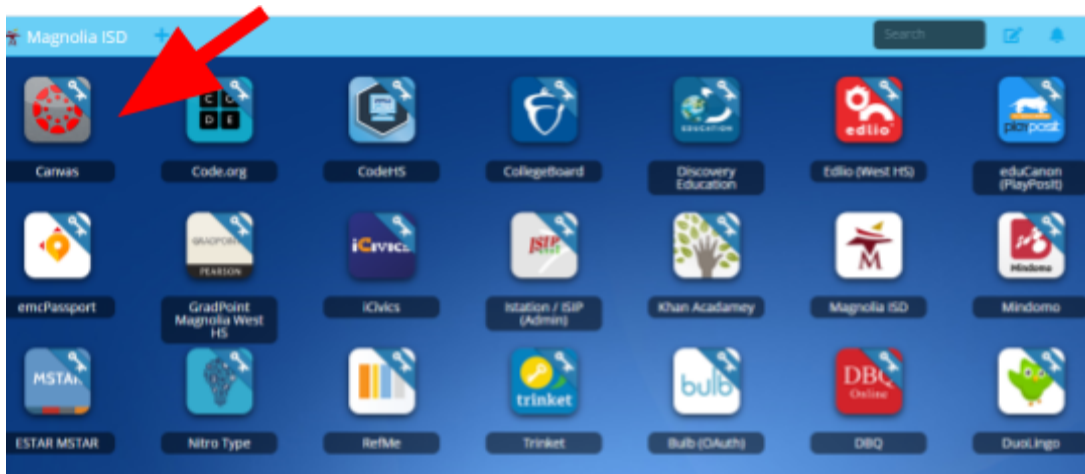 Magnolia ISD +
Search
C O
D E
EDUCATION
edlio
playposit
Canvas
Code.org
CodeHS
CollegeBoard
Discovery
Education
Edlio (West HS)
eduCanon
(PlayPosit)
PEARSON
iCivics
ISIP
M
Mindomo
emcPassport
GradPoint
Magnolia West
HS
iCivics
Istation / ISIP
(Admin)
Khan Acadamey
Magnolia ISD
Mindomo
MSTAR
trinket
bulb
DBQ
Online
ESTAR MSTAR
Nitro Type
RefMe
Trinket
Bulb (OAuth)
DBQ
DuoLingo